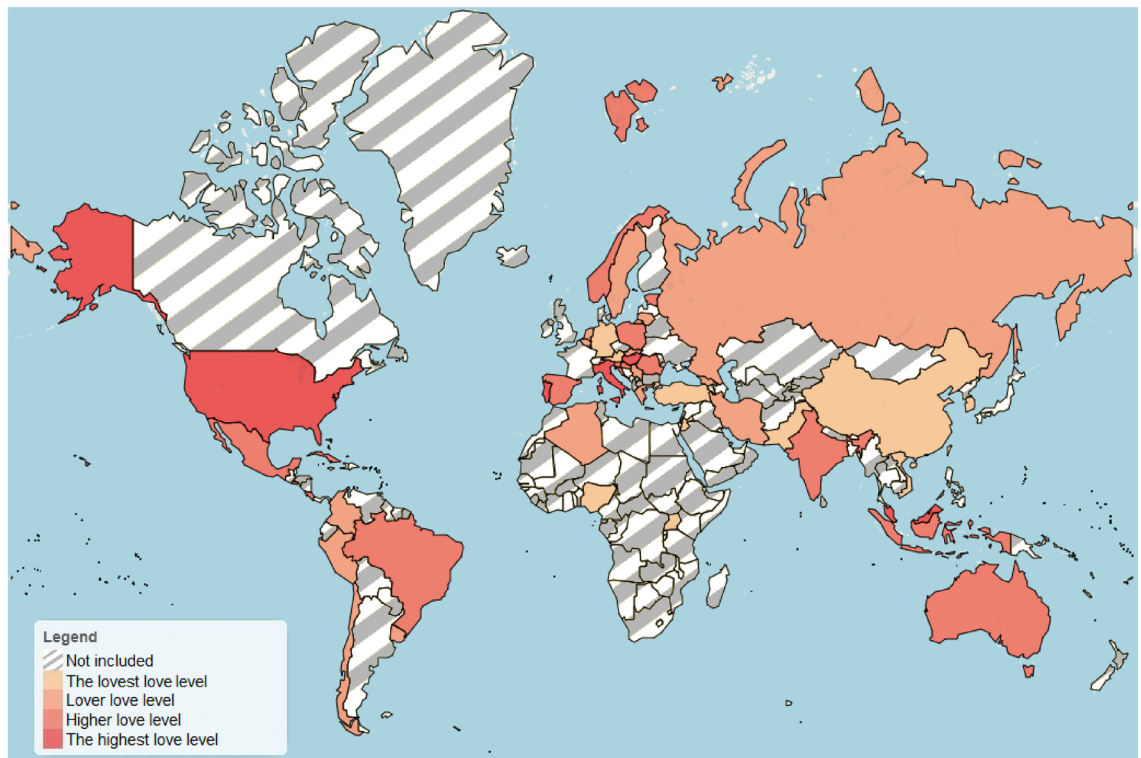 Legend
Not included
The lovest love level
Lover love level
Higher love level
The highest love level